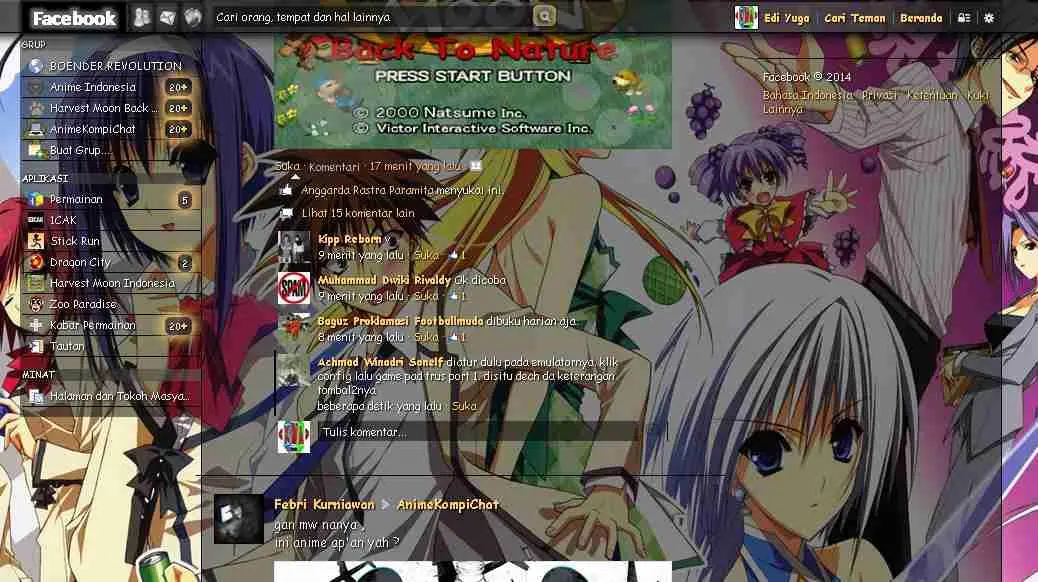 Facebook
Cari orang, tempat dan hal lainnya
Edi Yuga
Cari Teman
Beranda
GRUP
BOENDER REVOLUTION
Anime Indonesia 20+
Harvest Moon Back ... 20+
AnimeKompiChat 20+
Buat Grup...
APLIKASI
Permainan 5
1CAK
Stick Run
Dragon City 2
Harvest Moon Indonesia
Zoo Paradise
Kabar Permainan 20+
Tautan
MINAT
Halaman dan Tokoh Masya...
Back To Nature
PRESS START BUTTON
© 2000 Natsume Inc.
© Victor Interactive Software Inc.
Suka · Komentari · 17 menit yang lalu
Anggarda Rastra Paramita menyukai ini.
Lihat 15 komentar lain
Kipp Reborn v
9 menit yang lalu · Suka · 1
SPAM
Muhammad Dwiki Rivaldy Ok dicoba
9 menit yang lalu · Suka · 1
Baguz Proklamasi Footballmuda dibuku harian aja
8 menit yang lalu · Suka · 1
Achmad Winadri Sonelf diatur dulu pada emulatornya, klik
config lalu game pad trus port 1. disitu dech da keterangan
tombol2nya
beberapa detik yang lalu · Suka
Tulis komentar...
Febri Kurniawan ▶ AnimeKompiChat
gan mw nanya..
ini anime ap'an yah ?
Facebook © 2014
Bahasa Indonesia · Privasi · Ketentuan · Kuki ·
Lainnya